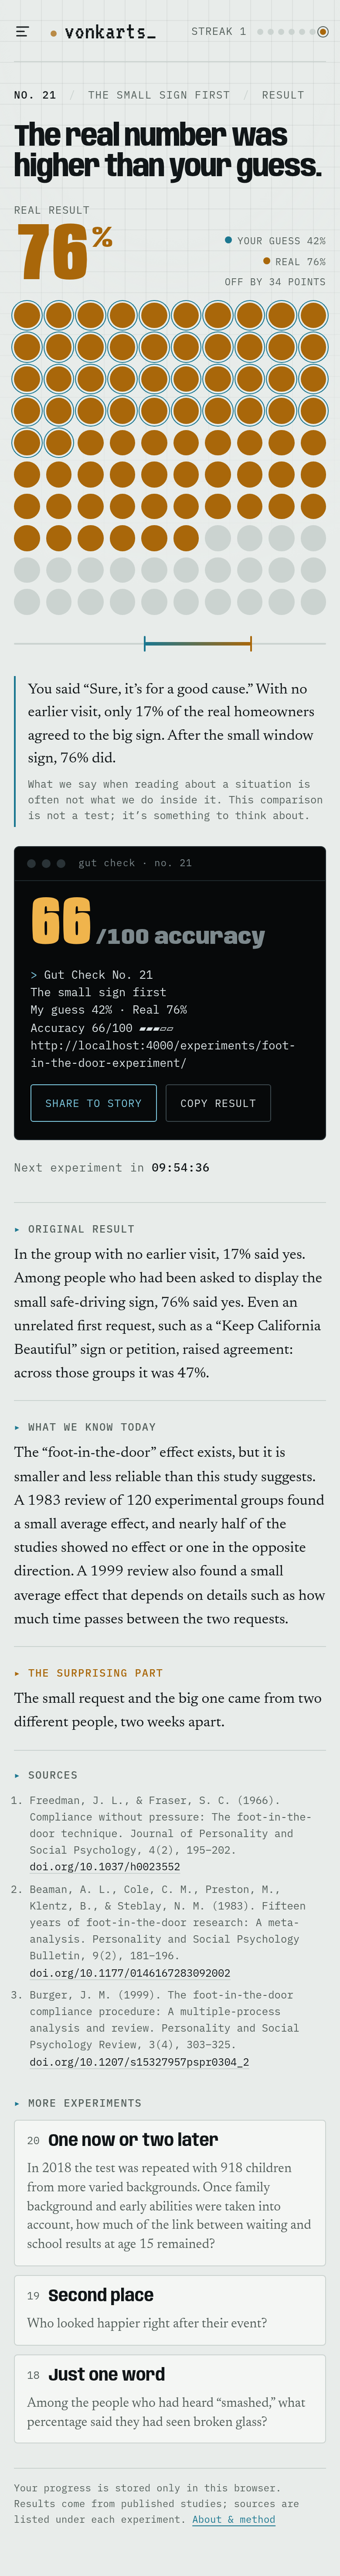 vonkarts_
STREAK 1
NO. 21 / THE SMALL SIGN FIRST / RESULT
The real number was
higher than your guess.
REAL RESULT
76%
YOUR GUESS 42%
REAL 76%
OFF BY 34 POINTS
You said “Sure, it’s for a good cause.” With no
earlier visit, only 17% of the real homeowners
agreed to the big sign. After the small window
sign, 76% did.
What we say when reading about a situation is
often not what we do inside it. This comparison
is not a test; it’s something to think about.
gut check · no. 21
66/100 accuracy
> Gut Check No. 21
The small sign first
My guess 42% · Real 76%
Accuracy 66/100 ▰▰▰▱▱
http://localhost:4000/experiments/foot-
in-the-door-experiment/
SHARE TO STORY
COPY RESULT
Next experiment in 09:54:36
▸ ORIGINAL RESULT
In the group with no earlier visit, 17% said yes.
Among people who had been asked to display the
small safe-driving sign, 76% said yes. Even an
unrelated first request, such as a “Keep California
Beautiful” sign or petition, raised agreement:
across those groups it was 47%.
▸ WHAT WE KNOW TODAY
The “foot-in-the-door” effect exists, but it is
smaller and less reliable than this study suggests.
A 1983 review of 120 experimental groups found
a small average effect, and nearly half of the
studies showed no effect or one in the opposite
direction. A 1999 review also found a small
average effect that depends on details such as how
much time passes between the two requests.
▸ THE SURPRISING PART
The small request and the big one came from two
different people, two weeks apart.
▸ SOURCES
1. Freedman, J. L., & Fraser, S. C. (1966).
Compliance without pressure: The foot-in-the-
door technique. Journal of Personality and
Social Psychology, 4(2), 195–202.
doi.org/10.1037/h0023552
2. Beaman, A. L., Cole, C. M., Preston, M.,
Klentz, B., & Steblay, N. M. (1983). Fifteen
years of foot-in-the-door research: A meta-
analysis. Personality and Social Psychology
Bulletin, 9(2), 181–196.
doi.org/10.1177/0146167283092002
3. Burger, J. M. (1999). The foot-in-the-door
compliance procedure: A multiple-process
analysis and review. Personality and Social
Psychology Review, 3(4), 303–325.
doi.org/10.1207/s15327957pspr0304_2
▸ MORE EXPERIMENTS
20 One now or two later
In 2018 the test was repeated with 918 children
from more varied backgrounds. Once family
background and early abilities were taken into
account, how much of the link between waiting and
school results at age 15 remained?
19 Second place
Who looked happier right after their event?
18 Just one word
Among the people who had heard “smashed,” what
percentage said they had seen broken glass?
Your progress is stored only in this browser.
Results come from published studies; sources are
listed under each experiment. About & method